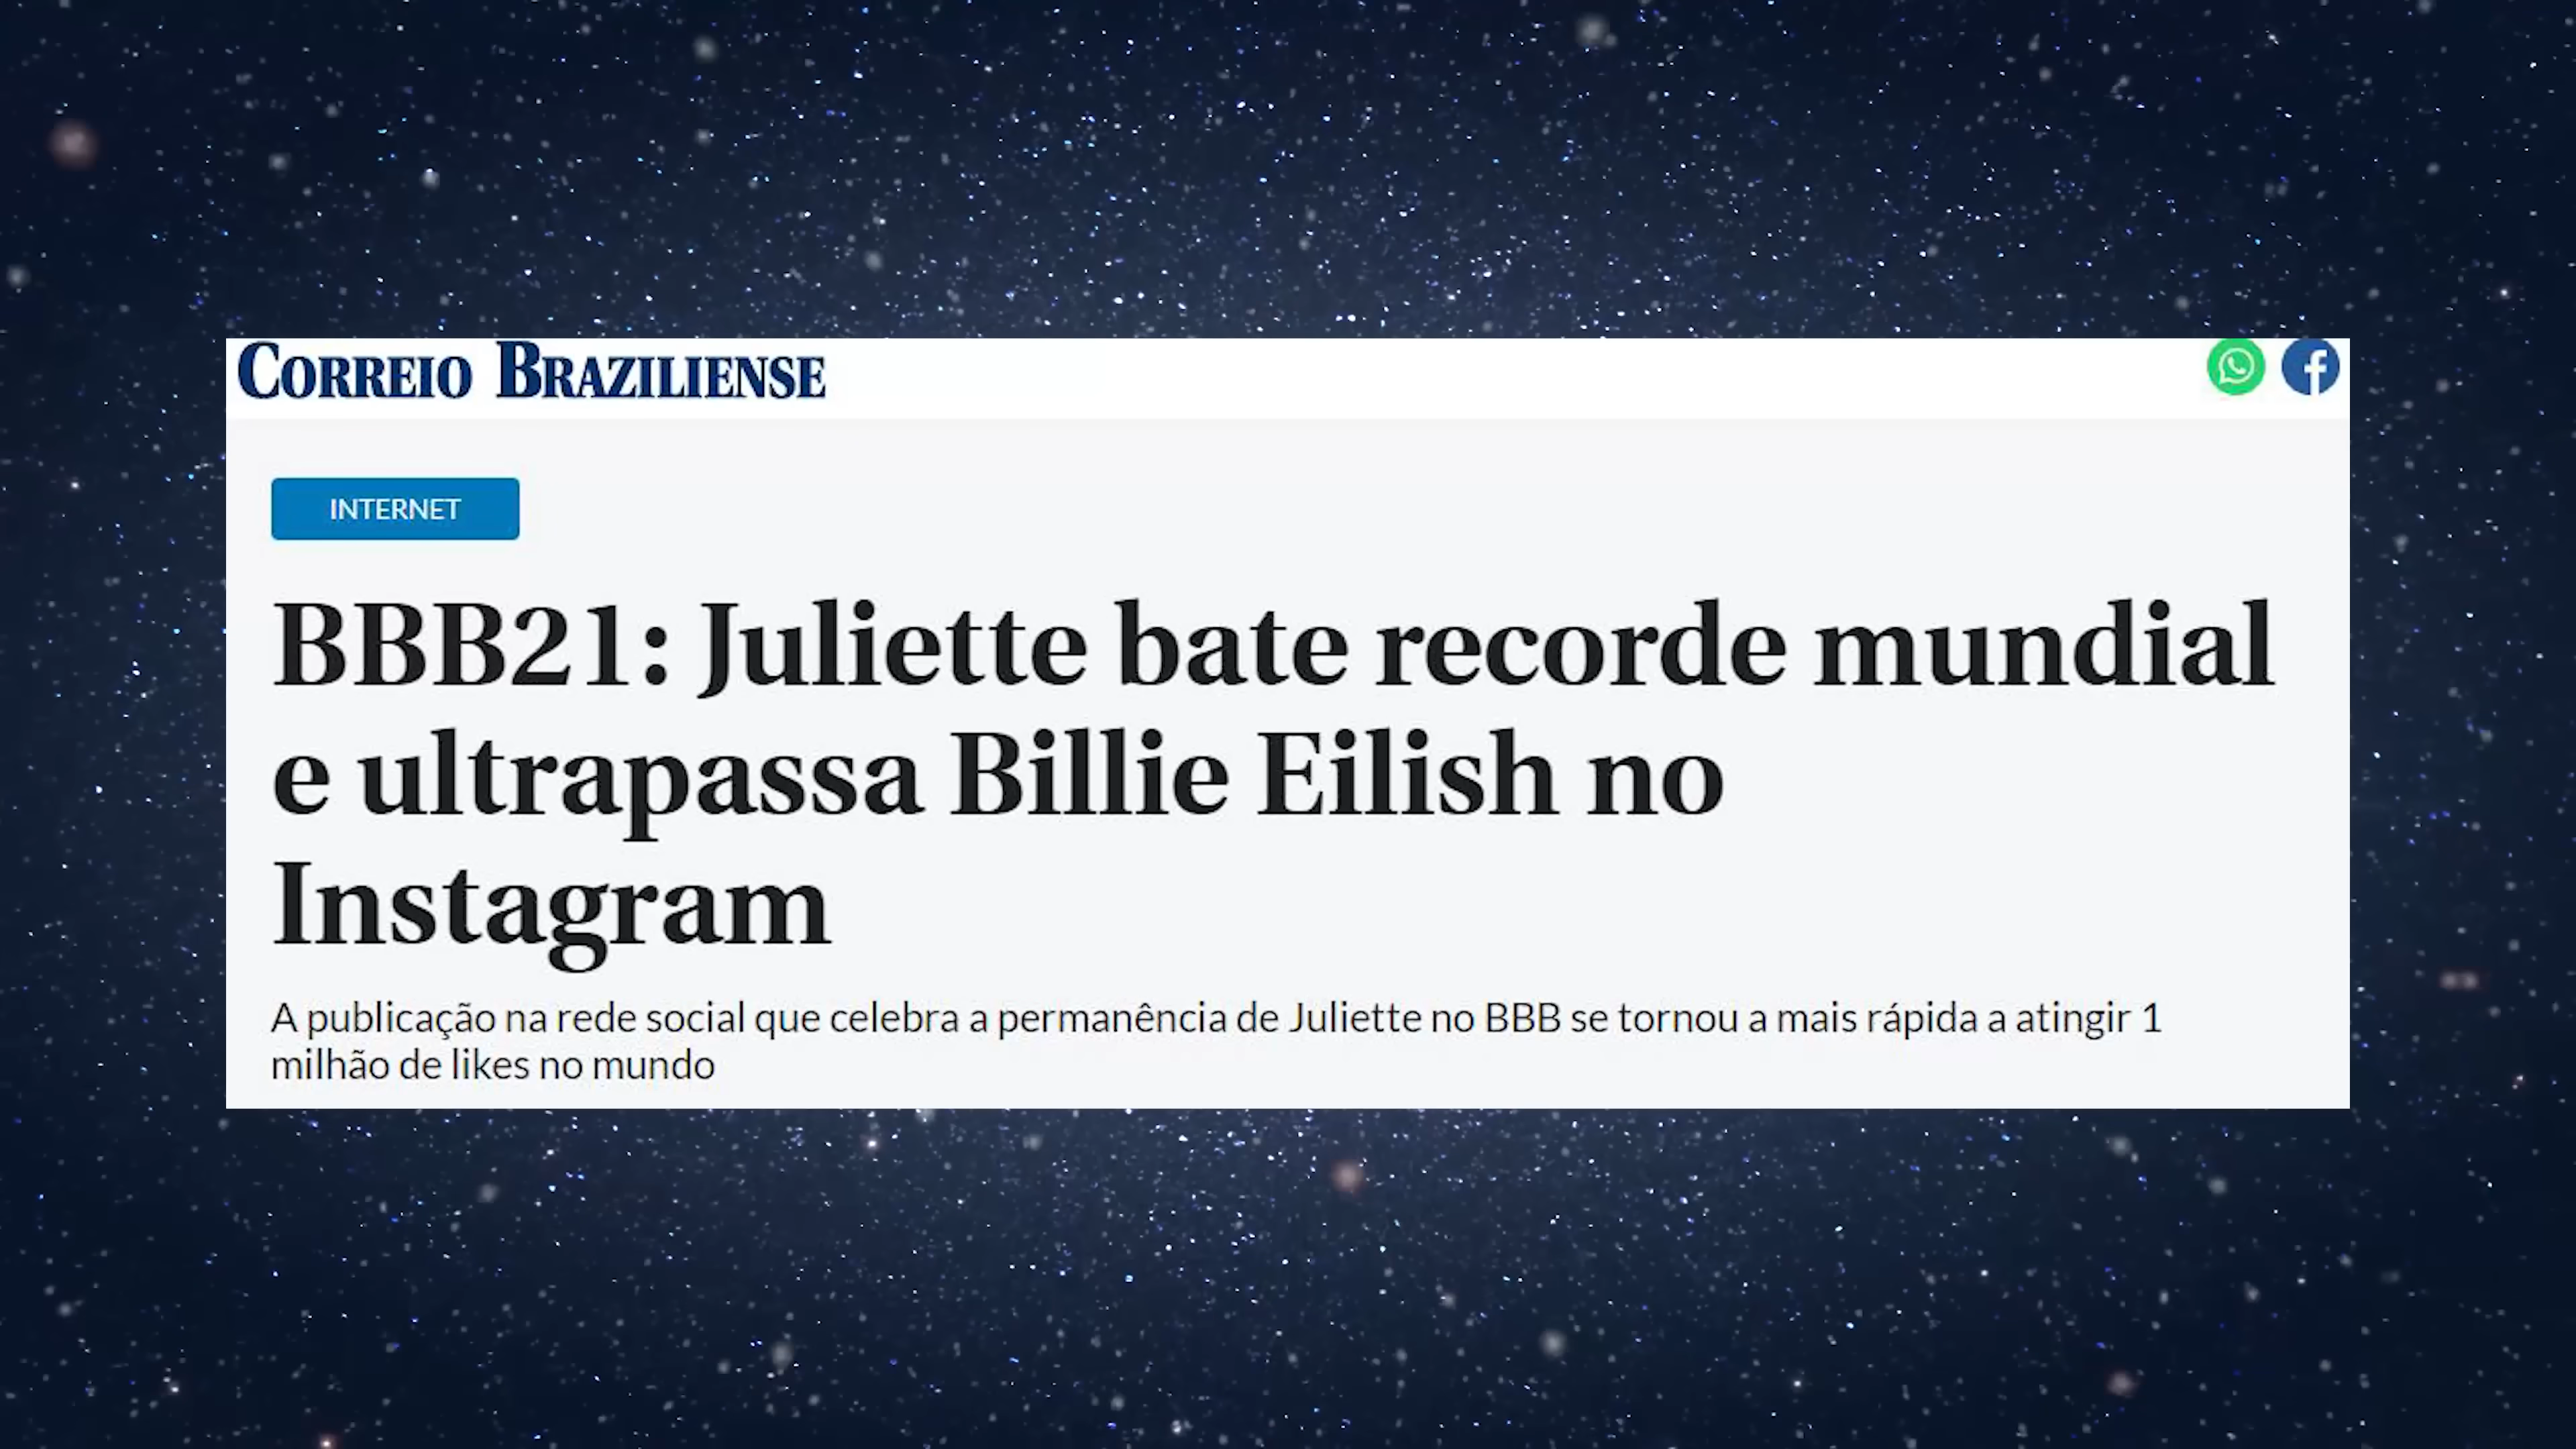 CORREIO BRAZILIENSE
INTERNET
BBB21: Juliette bate recorde mundial
e ultrapassa Billie Eilish no
Instagram
A publicação na rede social que celebra a permanência de Juliette no BBB se tornou a mais rápida a atingir 1
milhão de likes no mundo